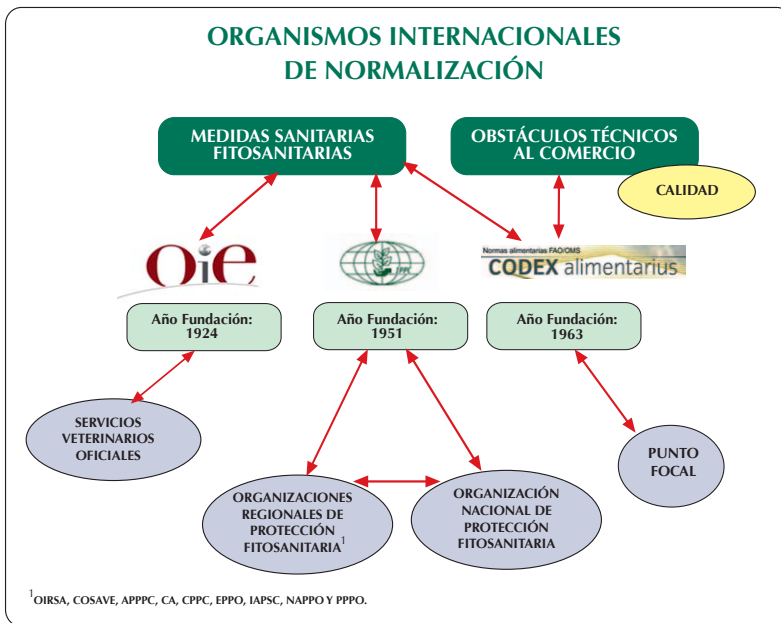 ORGANISMOS INTERNACIONALES
DE NORMALIZACIÓN
MEDIDAS SANITARIAS
FITOSANITARIAS
OBSTÁCULOS TÉCNICOS
AL COMERCIO
CALIDAD
Oie
IPPC
Normas alimentarias FAO/OMS
CODEX alimentarius
Año Fundación:
1924
Año Fundación:
1951
Año Fundación:
1963
SERVICIOS
VETERINARIOS
OFICIALES
ORGANIZACIONES
REGIONALES DE
PROTECCIÓN
FITOSANITARIA¹
ORGANIZACIÓN
NACIONAL DE
PROTECCIÓN
FITOSANITARIA
PUNTO
FOCAL
¹OIRSA, COSAVE, APPPC, CA, CPPC, EPPO, IAPSC, NAPPO Y PPPO.